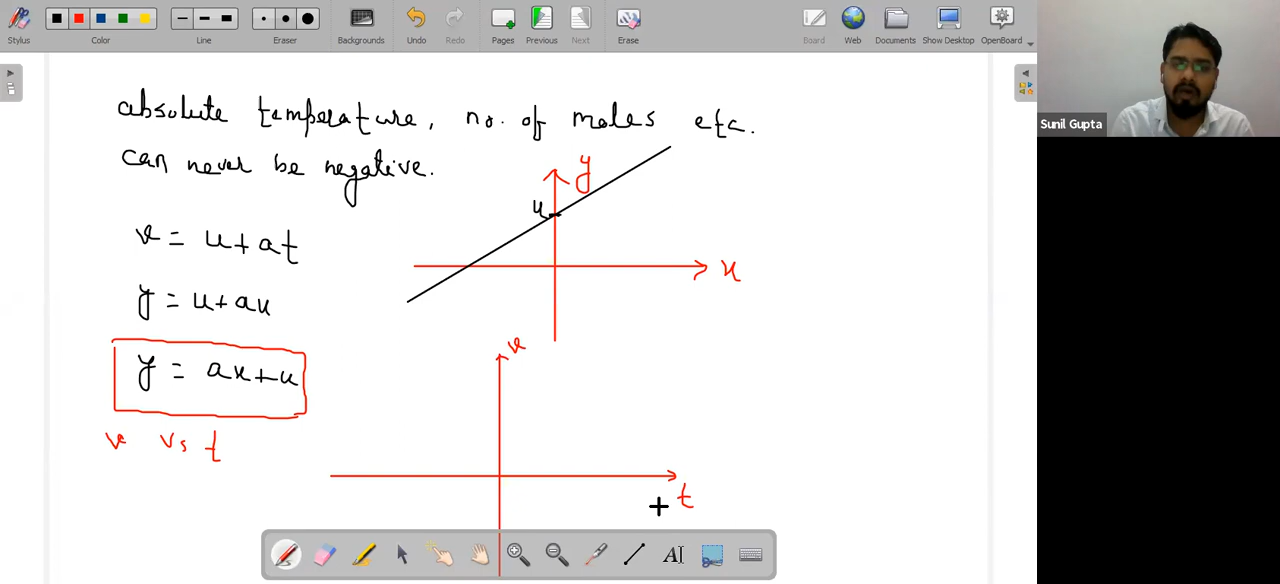 Stylus Color Line Eraser Backgrounds Undo Redo Pages Previous Next Erase Board Web Documents Show Desktop OpenBoard
Sunil Gupta
absolute temperature, no. of moles etc.
can never be negative.
y
u
x
v = u + at
y = u + ax
y = ax + u
v vs t
v
t
AI